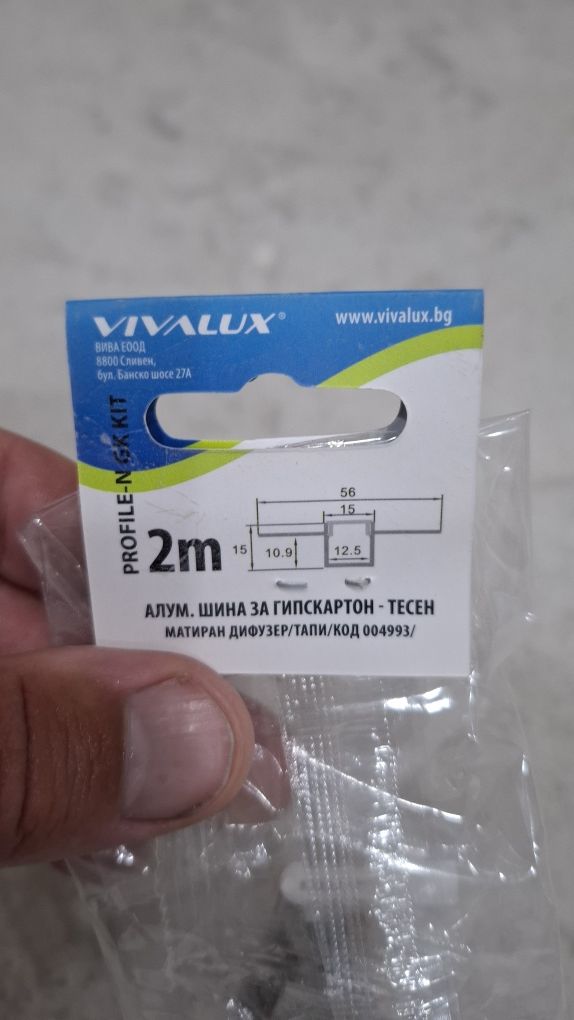 VIVALUX®
www.vivalux.bg
ВИВА ЕООД
8800 Сливен,
бул. Банско шосе 27А
PROFILE-N GK KIT
2m
56
15
15
10.9
12.5
АЛУМ. ШИНА ЗА ГИПСКАРТОН - ТЕСЕН
МАТИРАН ДИФУЗЕР/ТАПИ/КОД 004993/